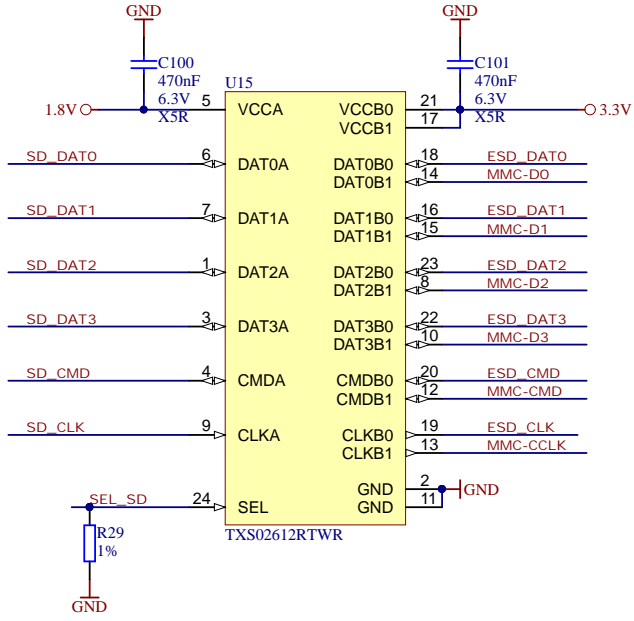 GND
GND
C100
470nF
6.3V
X5R
C101
470nF
6.3V
X5R
U15
1.8V
5
VCCA
VCCB0
21
3.3V
VCCB1
17
SD_DAT0
6
DAT0A
DAT0B0
18
ESD_DAT0
DAT0B1
14
MMC-D0
SD_DAT1
7
DAT1A
DAT1B0
16
ESD_DAT1
DAT1B1
15
MMC-D1
SD_DAT2
1
DAT2A
DAT2B0
23
ESD_DAT2
DAT2B1
8
MMC-D2
SD_DAT3
3
DAT3A
DAT3B0
22
ESD_DAT3
DAT3B1
10
MMC-D3
SD_CMD
4
CMDA
CMDB0
20
ESD_CMD
CMDB1
12
MMC-CMD
SD_CLK
9
CLKA
CLKB0
19
ESD_CLK
CLKB1
13
MMC-CCLK
GND
2
GND
SEL_SD
24
SEL
GND
11
R29
1%
TXS02612RTWR
GND